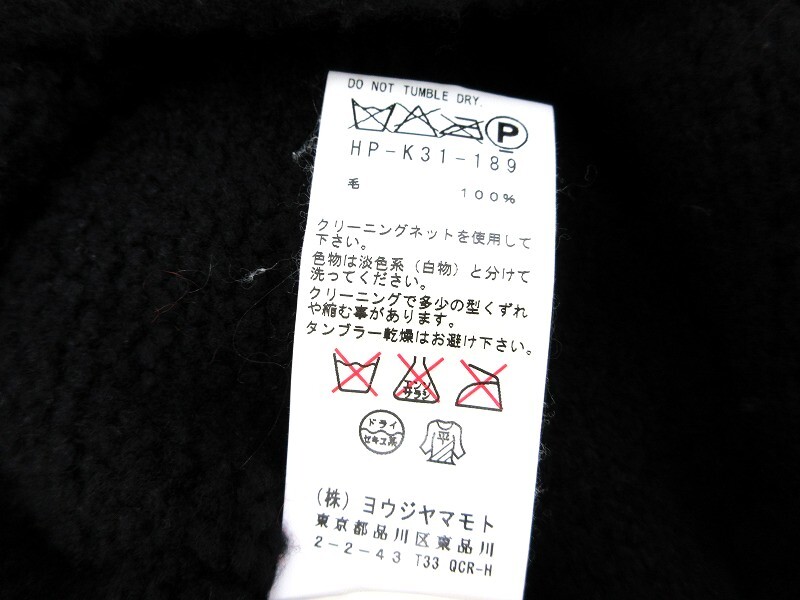 DO NOT TUMBLE DRY.
P
HP-K31-189
毛 100%
クリーニングネットを使用して
下さい。
色物は淡色系（白物）と分けて
洗ってください。
クリーニングで多少の型くずれ
や縮む事があります。
タンブラー乾燥はお避け下さい。
エンソ
サラシ
ドライ
セキユ系
平
（株）ヨウジヤマモト
東京都品川区東品川
2-2-43 T33 QCR-H